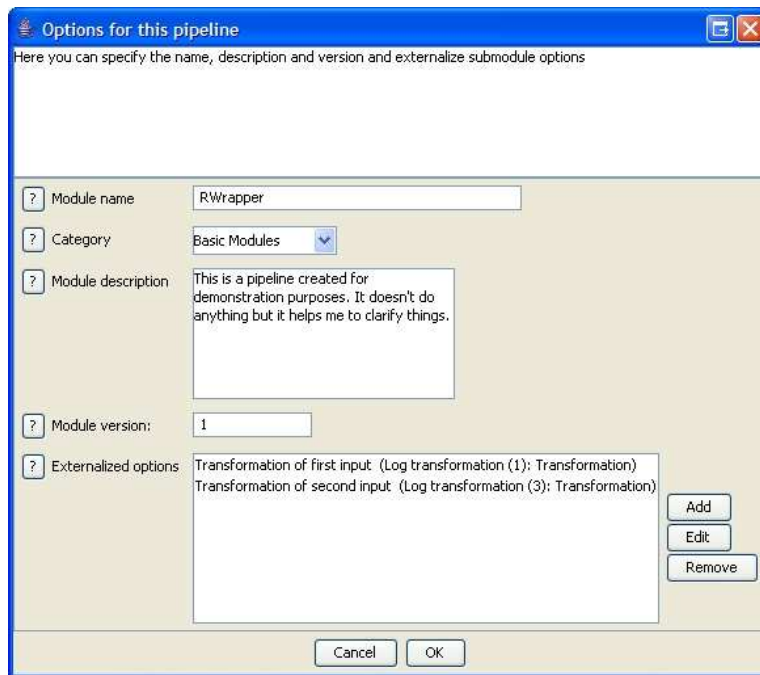 Options for this pipeline
Here you can specify the name, description and version and externalize submodule options
? Module name RWrapper
? Category Basic Modules
? Module description This is a pipeline created for
demonstration purposes. It doesn't do
anything but it helps me to clarify things.
? Module version: 1
? Externalized options Transformation of first input (Log transformation (1): Transformation)
Transformation of second input (Log transformation (3): Transformation)
Add
Edit
Remove
Cancel OK